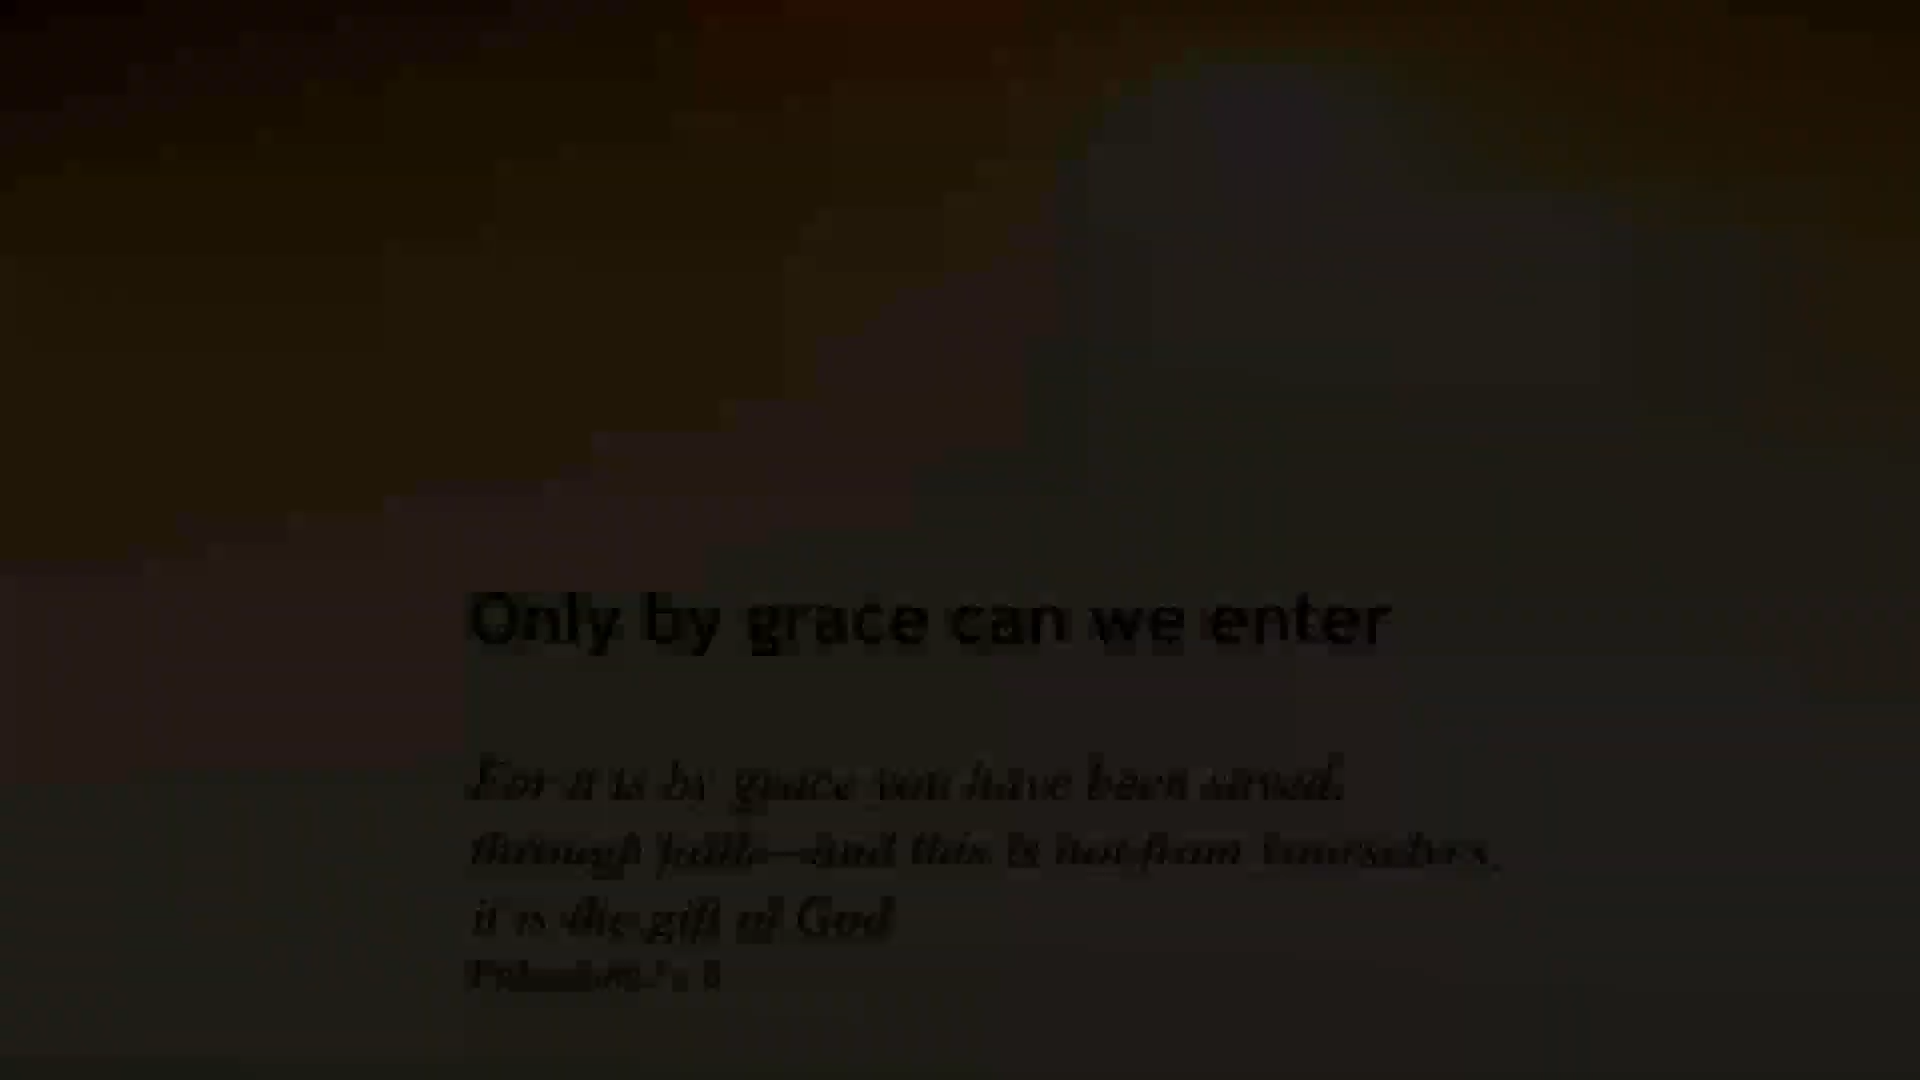 Only by grace can we enter
For it is by grace you have been saved,
through faith—and this is not from yourselves,
it is the gift of God